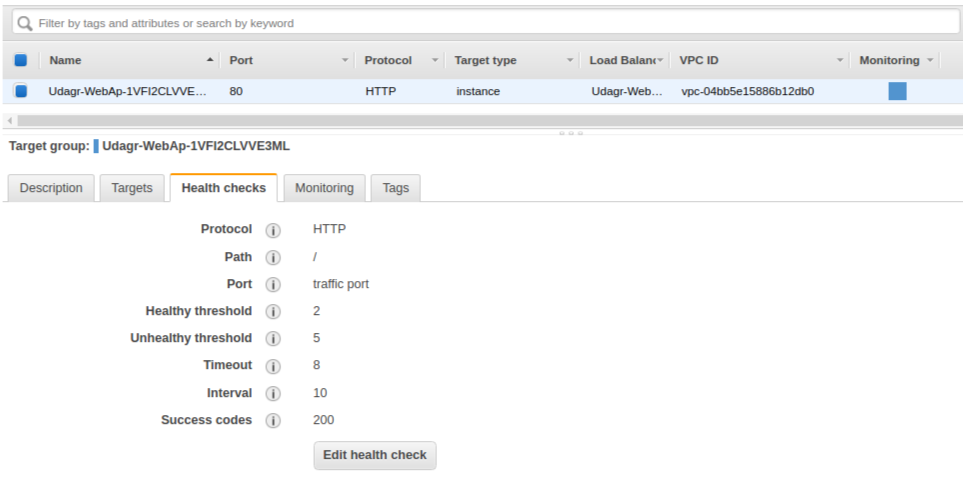 Filter by tags and attributes or search by keyword
Name Port Protocol Target type Load Balanc VPC ID Monitoring
Udagr-WebAp-1VFI2CLVVE... 80 HTTP instance Udagr-Web... vpc-04bb5e15886b12db0
Target group: Udagr-WebAp-1VFI2CLVVE3ML
Description Targets Health checks Monitoring Tags
Protocol i HTTP
Path i /
Port i traffic port
Healthy threshold i 2
Unhealthy threshold i 5
Timeout i 8
Interval i 10
Success codes i 200
Edit health check